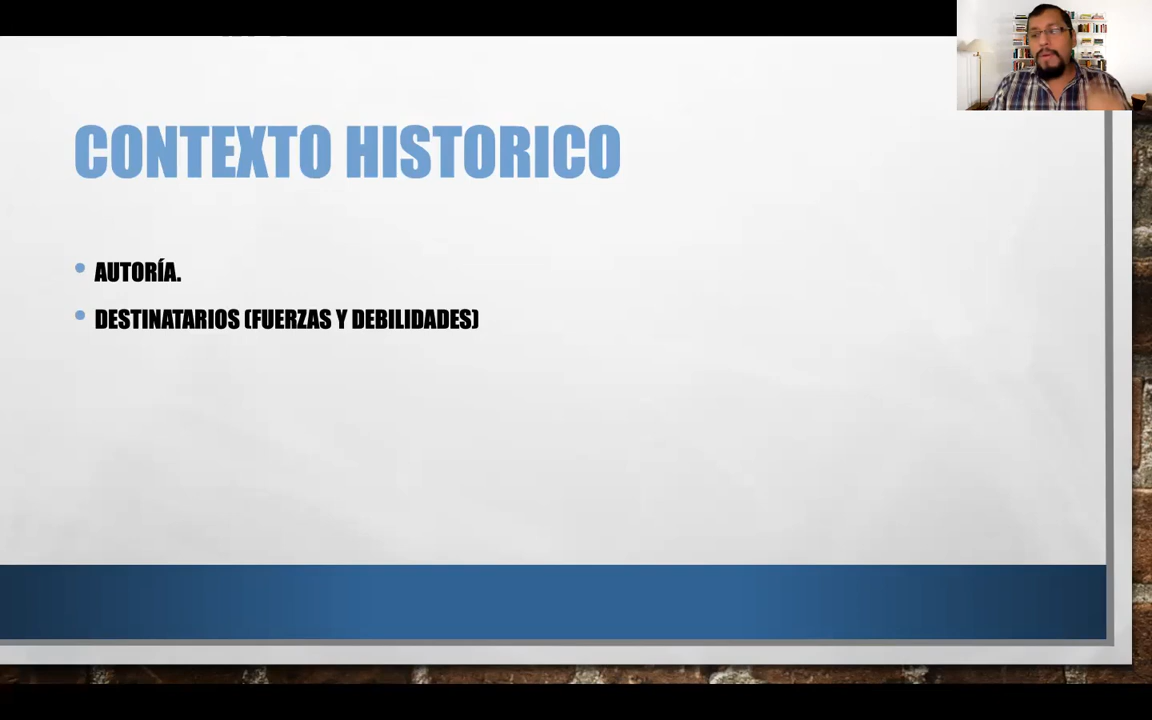 CONTEXTO HISTORICO
AUTORÍA.
DESTINATARIOS (FUERZAS Y DEBILIDADES)